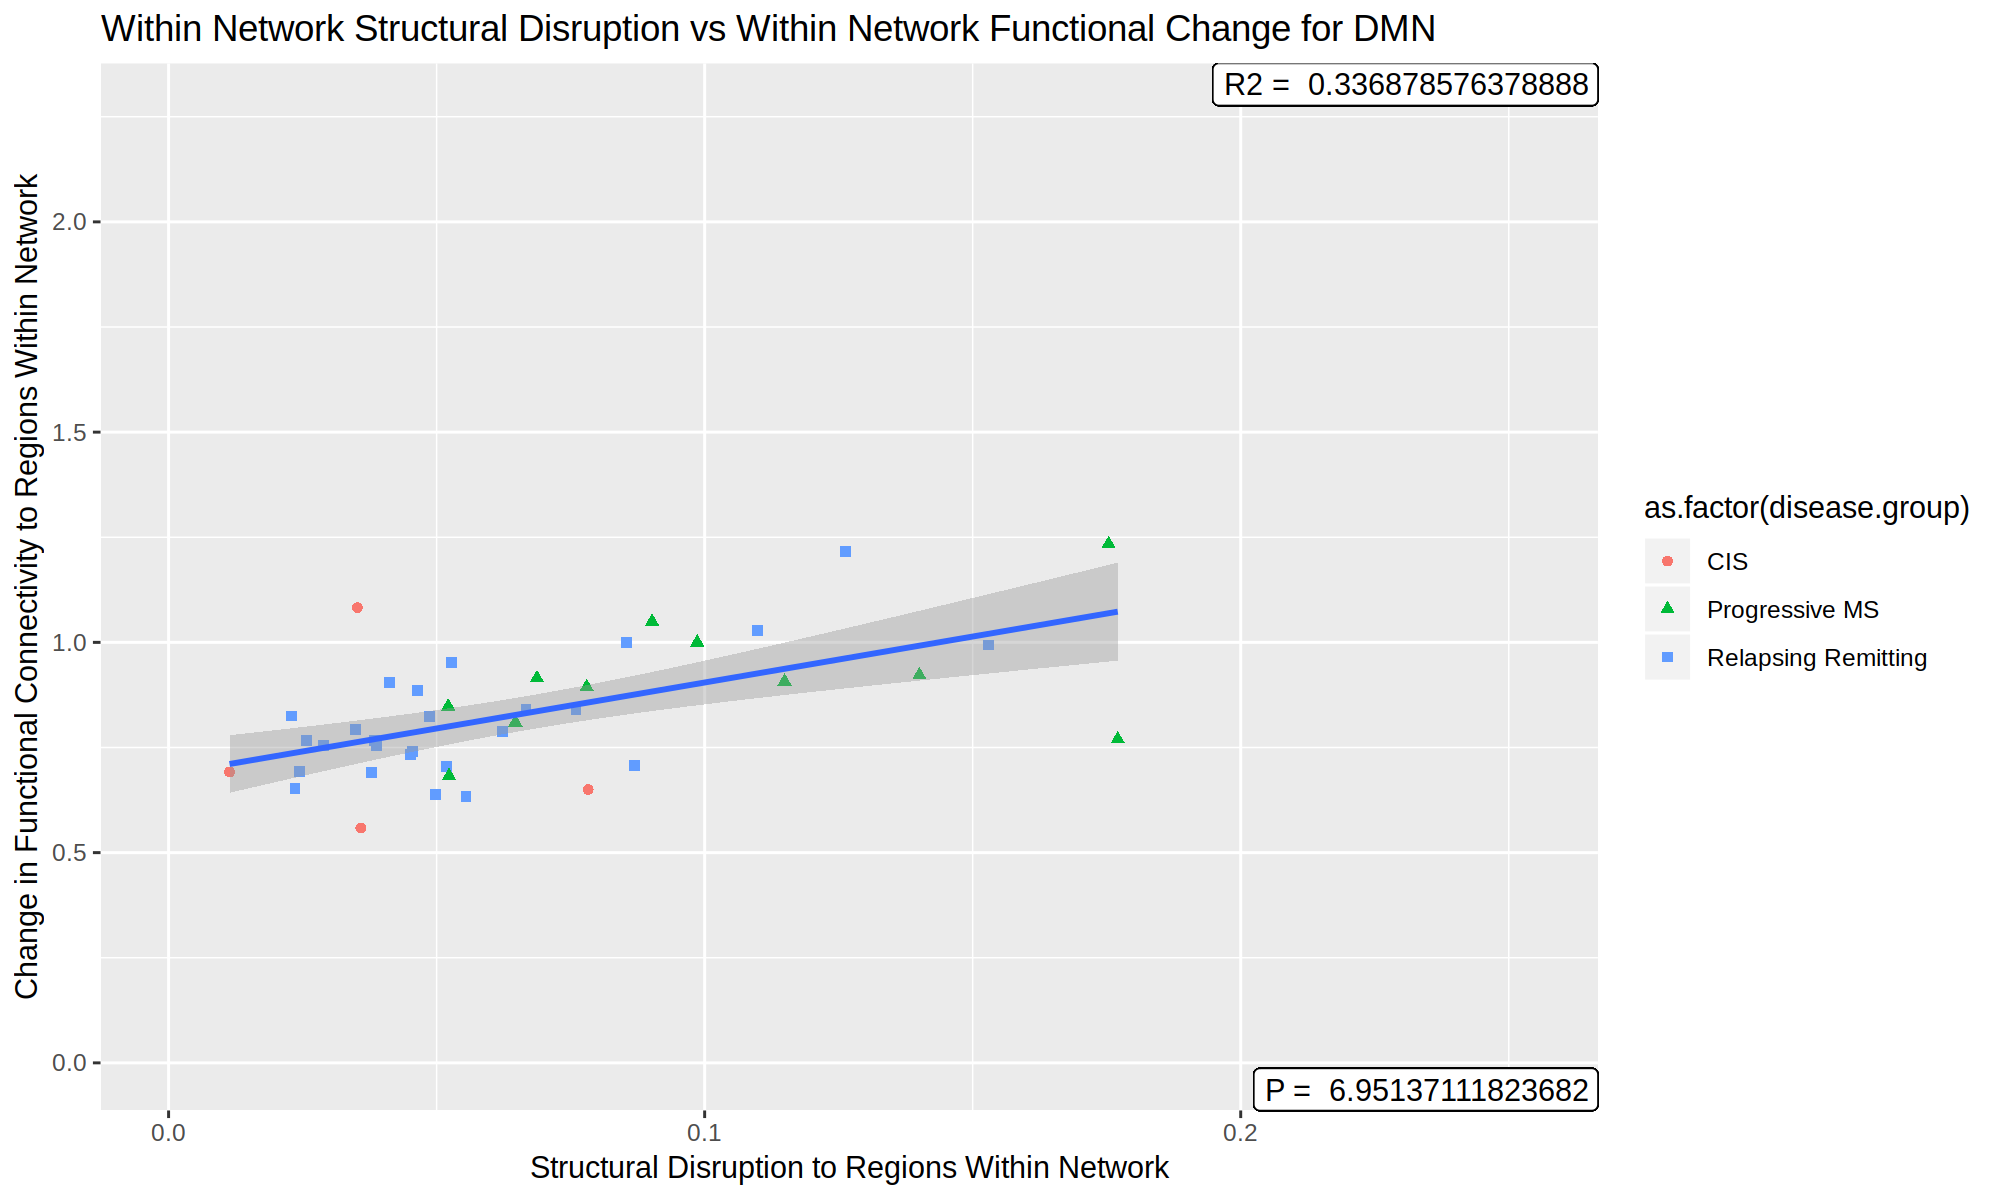 Within Network Structural Disruption vs Within Network Functional Change for DMN
R2 =  0.336878576378888
Change in Functional Connectivity to Regions Within Network
2.0
1.5
1.0
0.5
0.0
as.factor(disease.group)
CIS
Progressive MS
Relapsing Remitting
P =  6.95137111823682
0.0
0.1
0.2
Structural Disruption to Regions Within Network